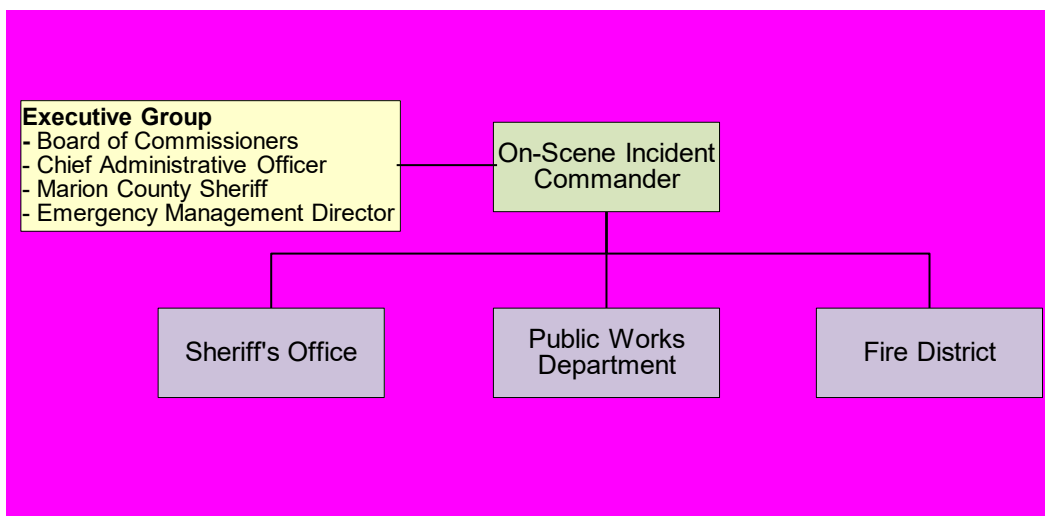 Executive Group
- Board of Commissioners
- Chief Administrative Officer
- Marion County Sheriff
- Emergency Management Director
On-Scene Incident
Commander
Sheriff's Office
Public Works
Department
Fire District